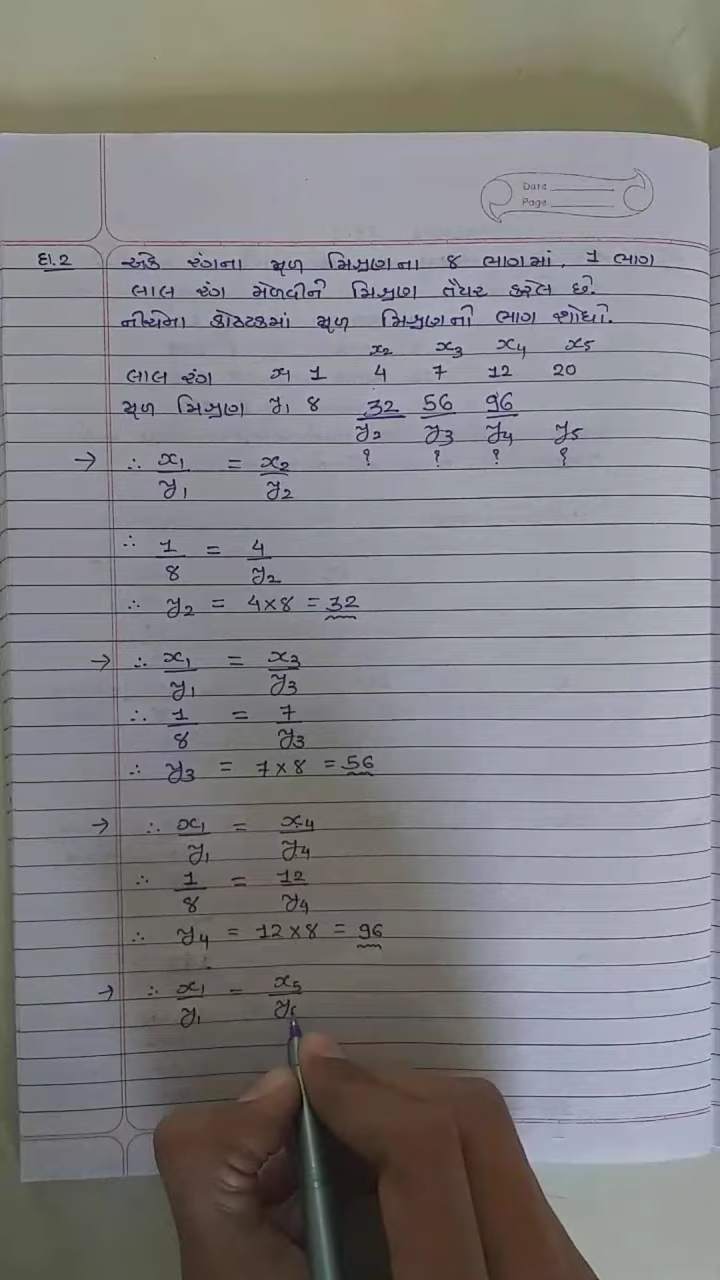 Date
Page
દા.2 એક રંગના મૂળ મિશ્રણના 8 ભાગમાં, 1 ભાગ
લાલ રંગ મેળવીને મિશ્રણ તૈયાર કરેલ છે.
નીચેના કોષ્ટકમાં મૂળ મિશ્રણનો ભાગ શોધો.
x₂ x₃ x₄ x₅
લાલ રંગ x₁ 1 4 7 12 20
મૂળ મિશ્રણ y₁ 8 32 56 96
y₂ y₃ y₄ y₅
? ? ? ?
→ ∴ x₁/y₁ = x₂/y₂
∴ 1/8 = 4/y₂
∴ y₂ = 4×8 = 32
→ ∴ x₁/y₁ = x₃/y₃
∴ 1/8 = 7/y₃
∴ y₃ = 7×8 = 56
→ ∴ x₁/y₁ = x₄/y₄
∴ 1/8 = 12/y₄
∴ y₄ = 12×8 = 96
→ ∴ x₁/y₁ = x₅/y₅